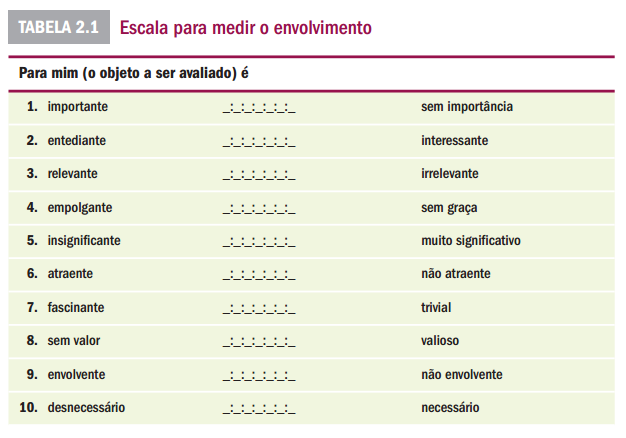 TABELA 2.1 Escala para medir o envolvimento
Para mim (o objeto a ser avaliado) é
1. importante _:_:_:_:_:_:_ sem importância
2. entediante _:_:_:_:_:_:_ interessante
3. relevante _:_:_:_:_:_:_ irrelevante
4. empolgante _:_:_:_:_:_:_ sem graça
5. insignificante _:_:_:_:_:_:_ muito significativo
6. atraente _:_:_:_:_:_:_ não atraente
7. fascinante _:_:_:_:_:_:_ trivial
8. sem valor _:_:_:_:_:_:_ valioso
9. envolvente _:_:_:_:_:_:_ não envolvente
10. desnecessário _:_:_:_:_:_:_ necessário